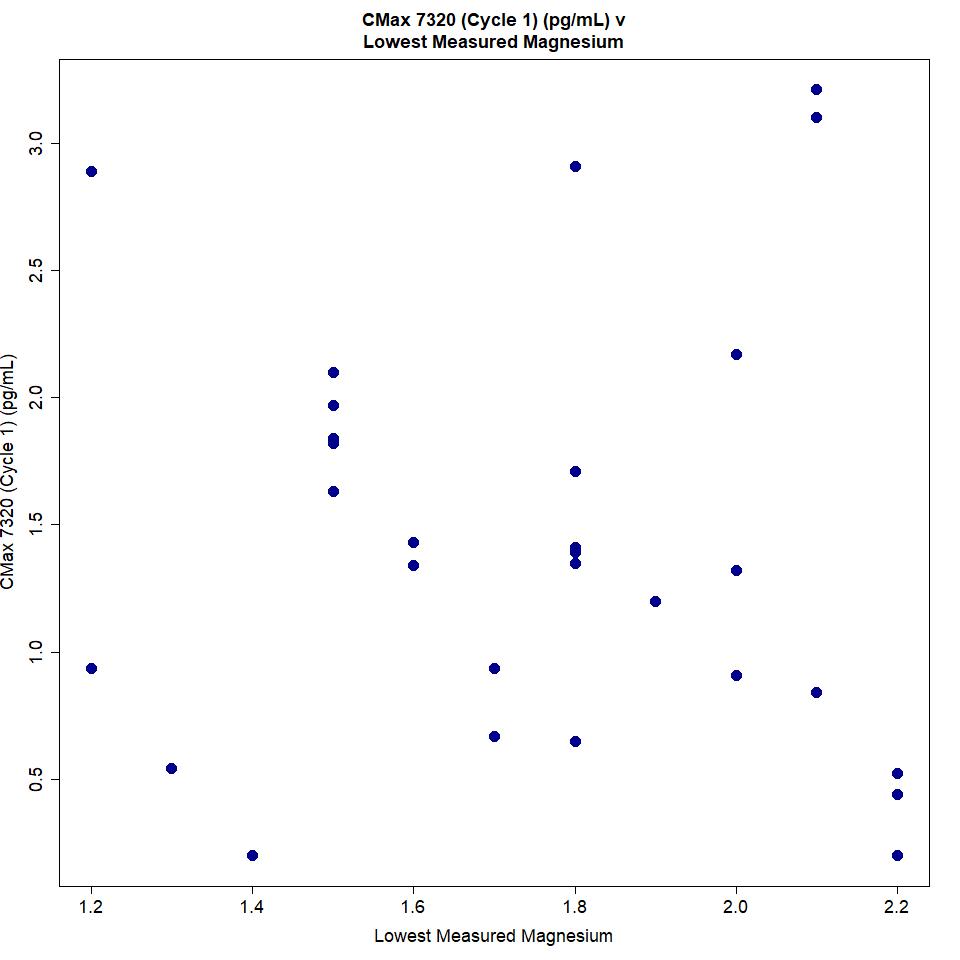 CMax 7320 (Cycle 1) (pg/mL) v
Lowest Measured Magnesium
CMax 7320 (Cycle 1) (pg/mL)
3.0
2.5
2.0
1.5
1.0
0.5
1.2 1.4 1.6 1.8 2.0 2.2
Lowest Measured Magnesium